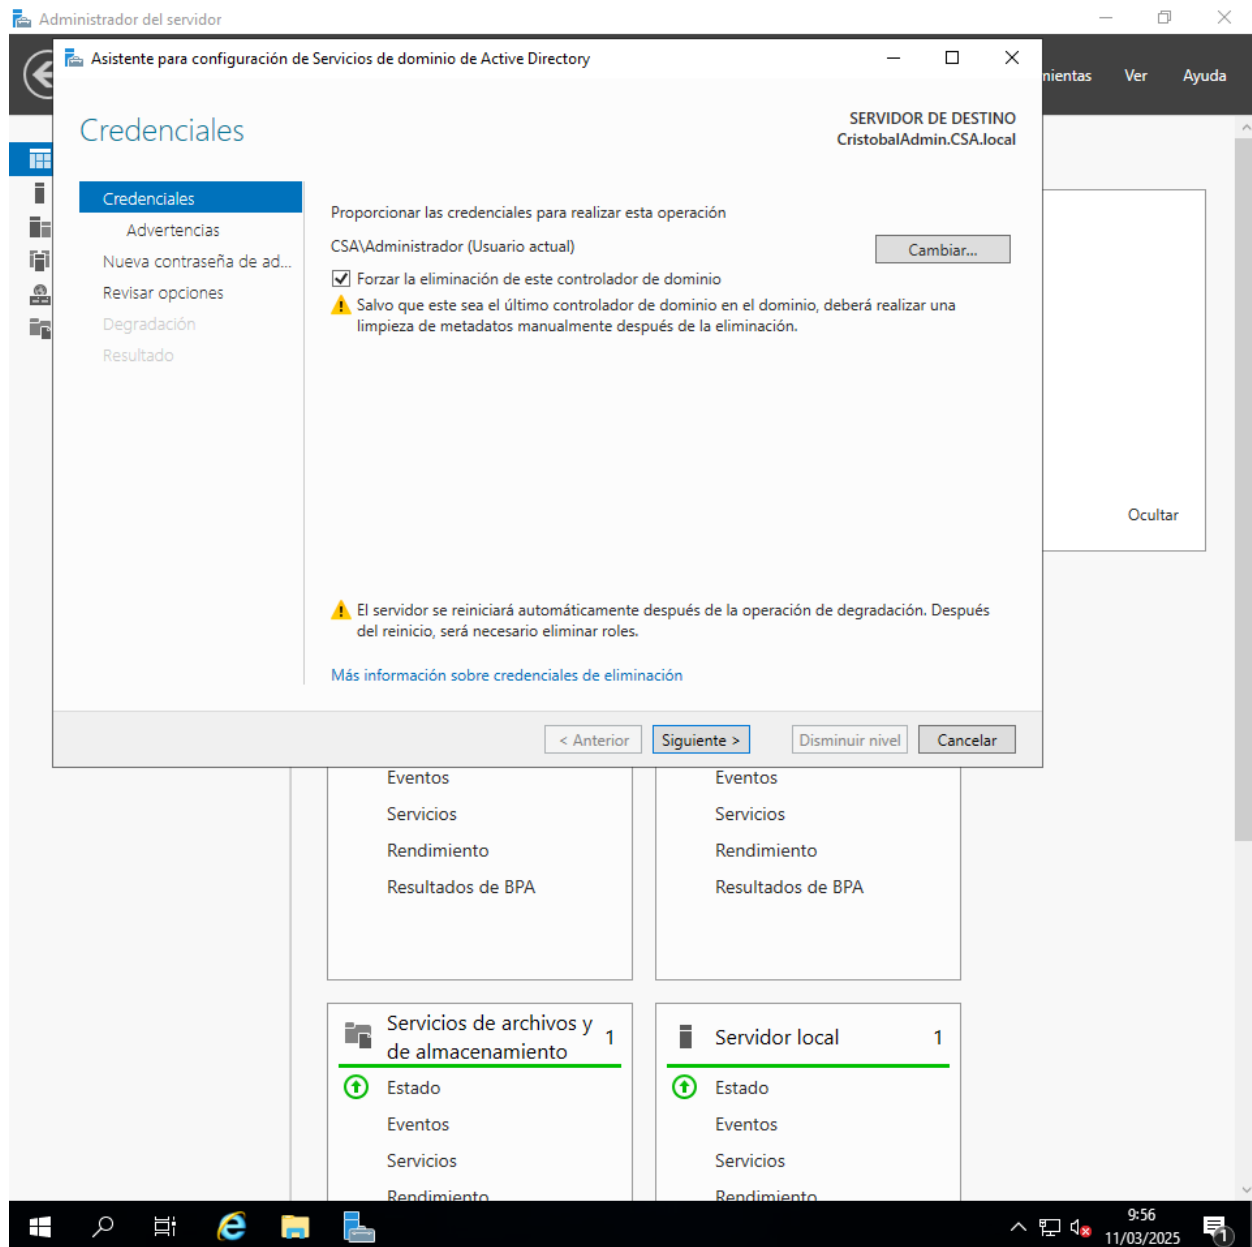 Administrador del servidor
Asistente para configuración de Servicios de dominio de Active Directory
mientas Ver Ayuda
Credenciales
SERVIDOR DE DESTINO
CristobalAdmin.CSA.local
Credenciales
Advertencias
Nueva contraseña de ad...
Revisar opciones
Degradación
Resultado
Proporcionar las credenciales para realizar esta operación
CSA\Administrador (Usuario actual)
Cambiar...
Forzar la eliminación de este controlador de dominio
Salvo que este sea el último controlador de dominio en el dominio, deberá realizar una
limpieza de metadatos manualmente después de la eliminación.
Ocultar
El servidor se reiniciará automáticamente después de la operación de degradación. Después
del reinicio, será necesario eliminar roles.
Más información sobre credenciales de eliminación
< Anterior Siguiente > Disminuir nivel Cancelar
Eventos
Servicios
Rendimiento
Resultados de BPA
Eventos
Servicios
Rendimiento
Resultados de BPA
Servicios de archivos y
de almacenamiento
1
Estado
Eventos
Servicios
Rendimiento
Servidor local 1
Estado
Eventos
Servicios
Rendimiento
9:56
11/03/2025
1